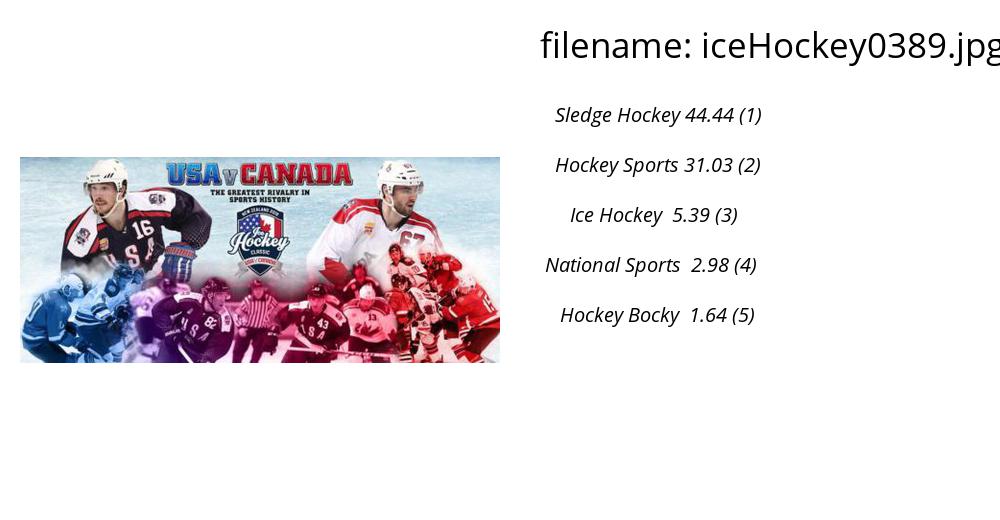 filename: iceHockey0389.jpg
Sledge Hockey 44.44 (1)
Hockey Sports 31.03 (2)
Ice Hockey 5.39 (3)
National Sports 2.98 (4)
Hockey Bocky 1.64 (5)
USA V CANADA
THE GREATEST RIVALRY IN
SPORTS HISTORY
NEW ZEALAND 2016
Ice
Hockey
CLASSIC
USA v CANADA
16
USA
67
82
43
USA
13